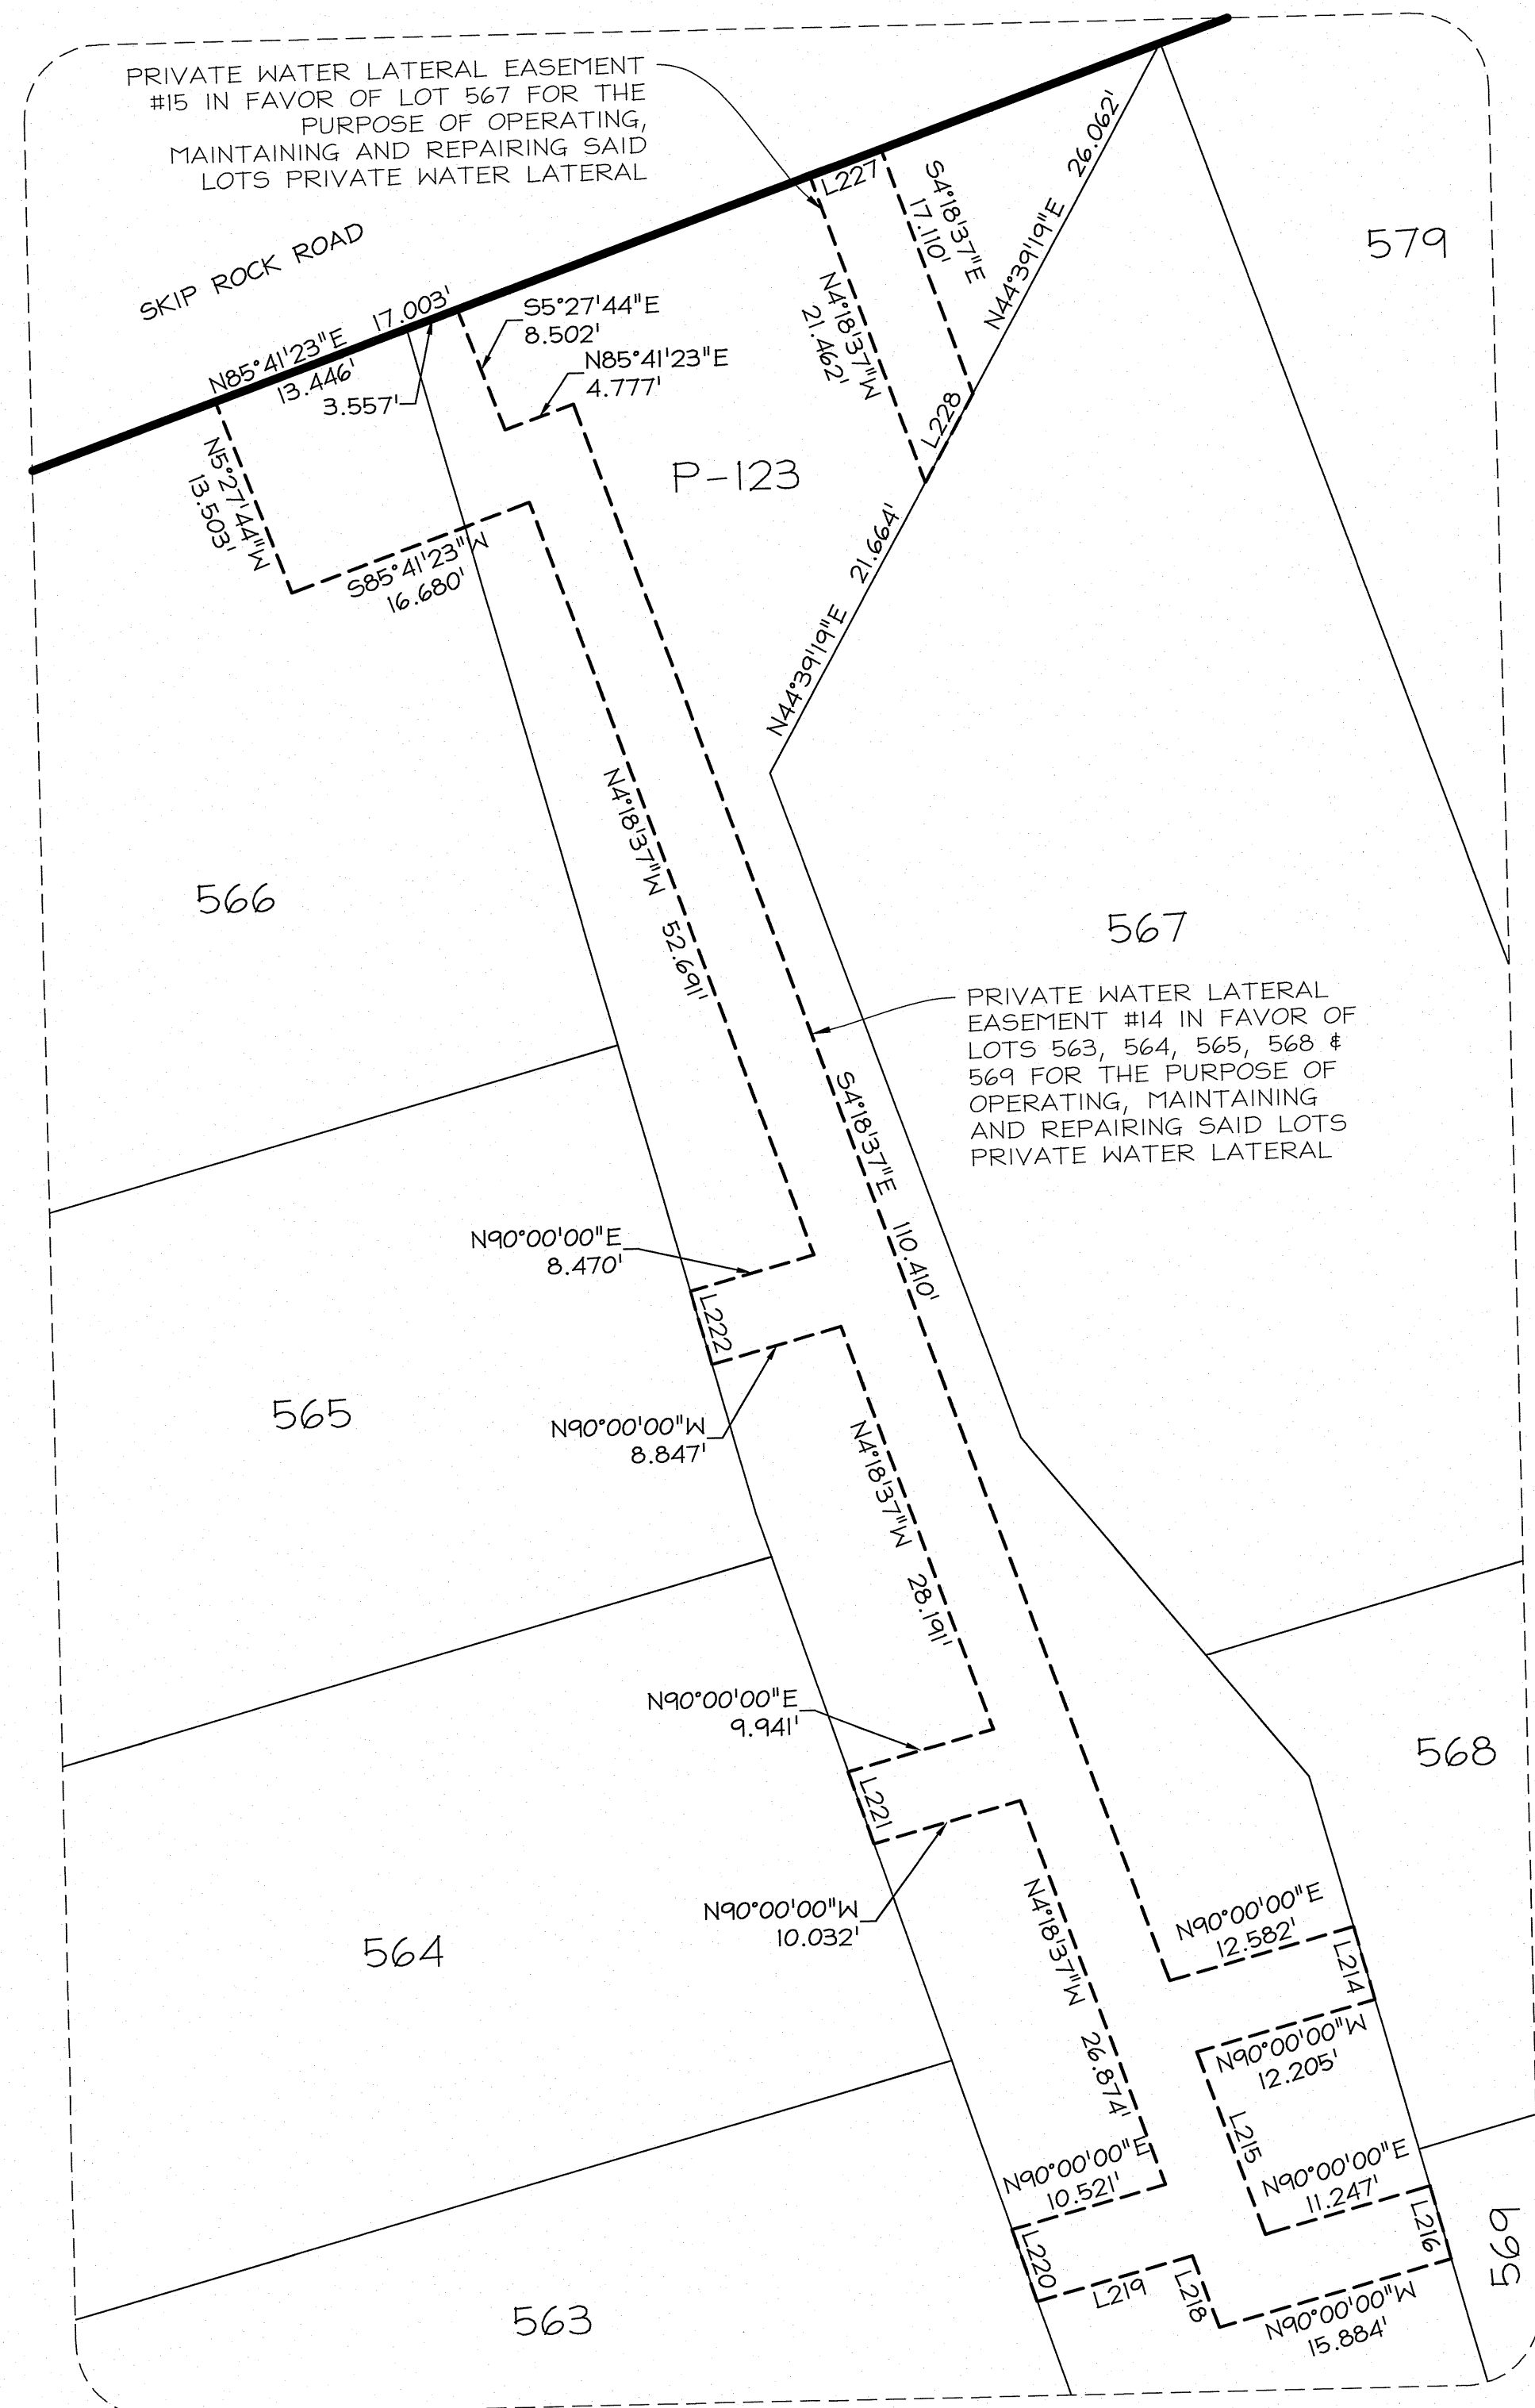 PRIVATE WATER LATERAL EASEMENT
#15 IN FAVOR OF LOT 567 FOR THE
PURPOSE OF OPERATING,
MAINTAINING AND REPAIRING SAID
LOTS PRIVATE WATER LATERAL
SKIP ROCK ROAD
L227
S4°18'37"E
17.110'
N44°39'19"E 26.062'
579
N85°41'23"E 17.003'
13.446'
3.557'
S5°27'44"E
8.502'
N85°41'23"E
4.777'
N4°18'37"W
21.462'
L228
N5°27'44"W
13.503'
P-123
S85°41'23"W
16.680'
N44°39'19"E 21.664'
N4°18'37"W 52.691'
566
567
PRIVATE WATER LATERAL
EASEMENT #14 IN FAVOR OF
LOTS 563, 564, 565, 568 &
569 FOR THE PURPOSE OF
OPERATING, MAINTAINING
AND REPAIRING SAID LOTS
PRIVATE WATER LATERAL
S4°18'37"E 110.410'
N90°00'00"E
8.470'
L222
565
N90°00'00"W
8.847'
N4°18'37"W 28.191'
N90°00'00"E
9.941'
L221
568
N90°00'00"W
10.032'
564
N4°18'37"W 26.874'
N90°00'00"E
12.582'
L214
N90°00'00"W
12.205'
L215
N90°00'00"E
10.521'
N90°00'00"E
11.247'
L216
L220
L219
L218
N90°00'00"W
15.884'
569
563